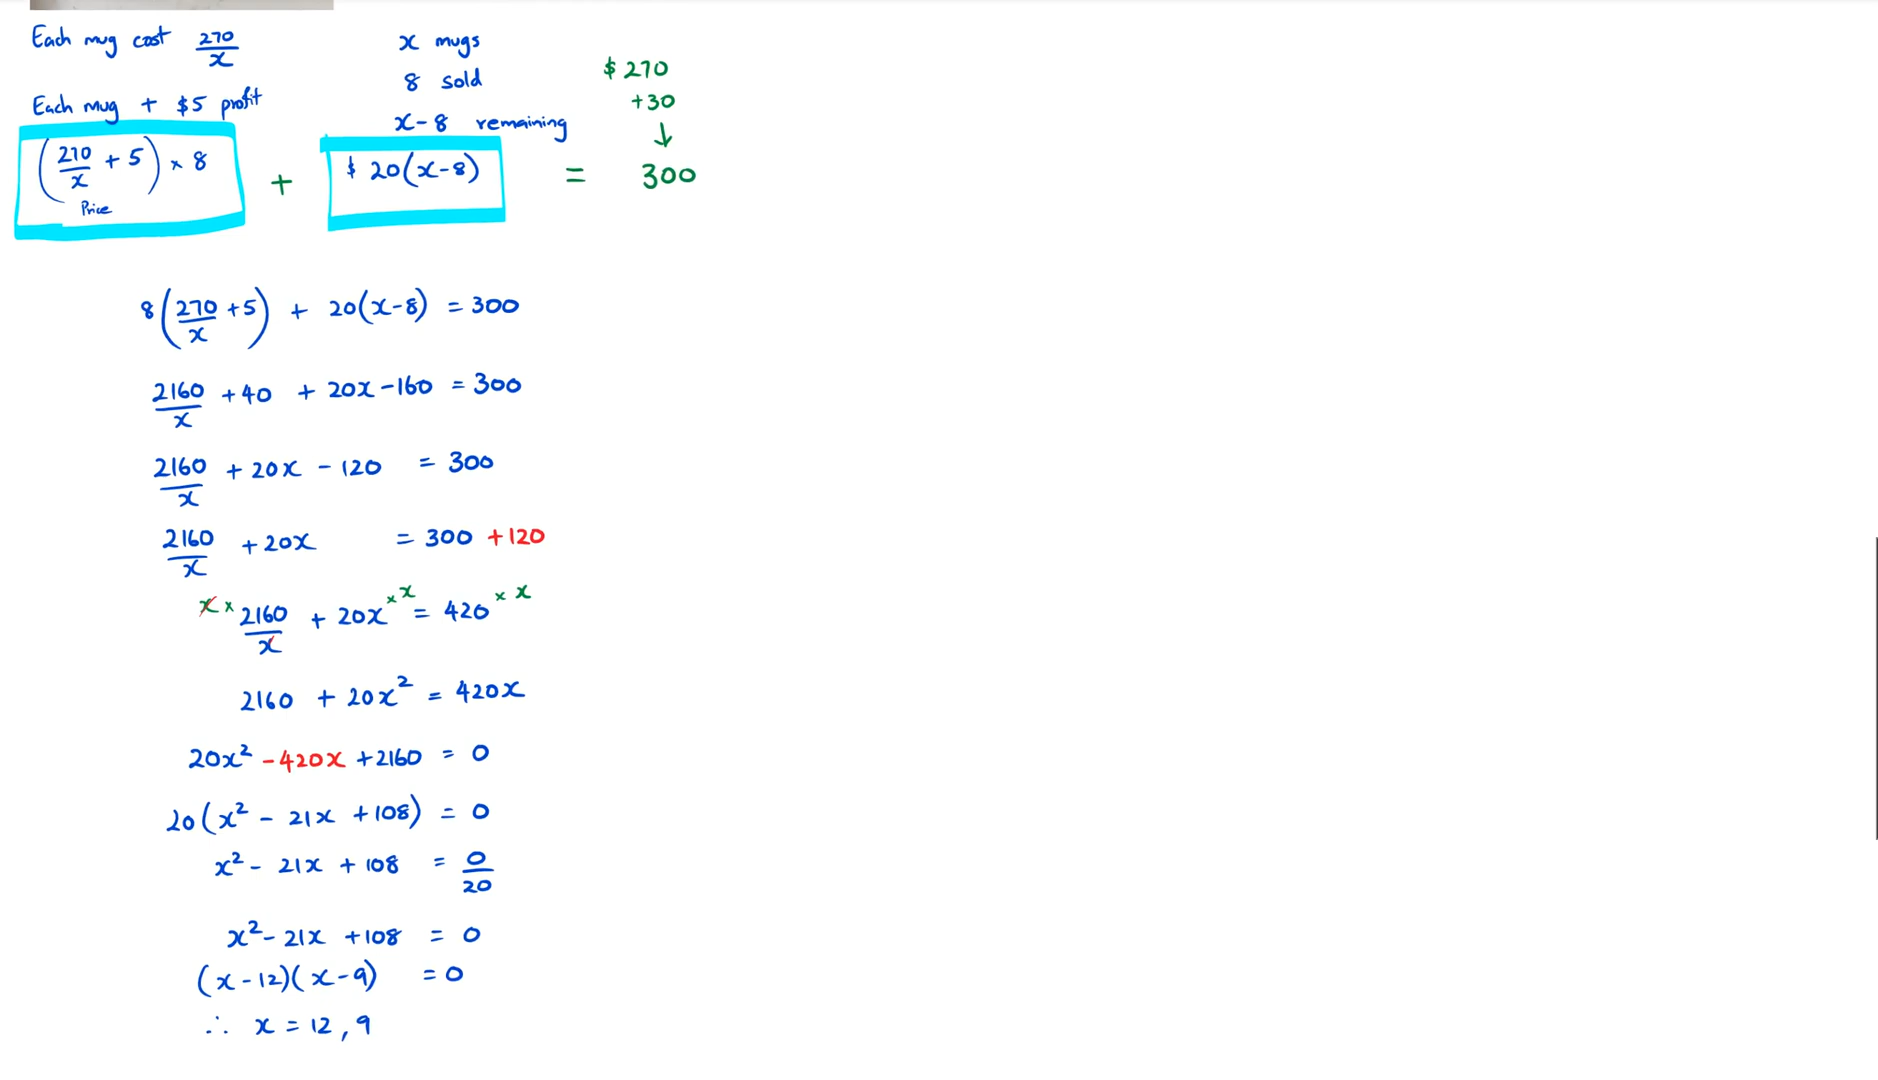 Each mug cost 270/x
x mugs
$270
8 sold
+30
Each mug + $5 profit
x-8 remaining
↓
(270/x + 5) × 8 + $20(x-8) = 300
Price
8(270/x +5) + 20(x-8) = 300
2160/x +40 + 20x -160 = 300
2160/x + 20x - 120 = 300
2160/x + 20x = 300 +120
x × 2160/x + 20x × x = 420 × x
2160 + 20x² = 420x
20x² -420x +2160 = 0
20(x² - 21x +108) = 0
x² - 21x + 108 = 0/20
x² - 21x +108 = 0
(x-12)(x-9) = 0
∴ x = 12, 9